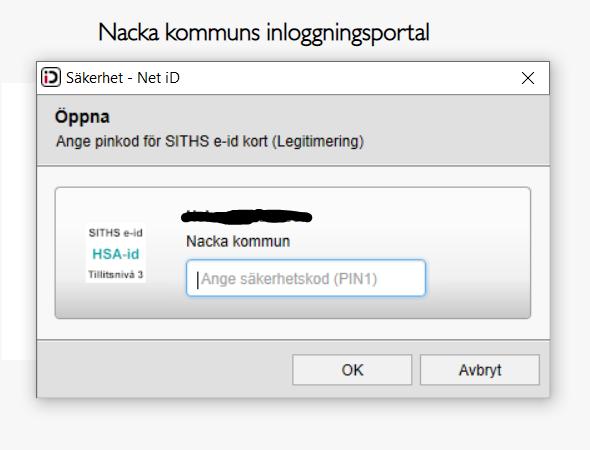 Nacka kommuns inloggningsportal
iD Säkerhet - Net iD
Öppna
Ange pinkod för SITHS e-id kort (Legitimering)
SITHS e-id
HSA-id
Tillitsnivå 3
Nacka kommun
Ange säkerhetskod (PIN1)
OK Avbryt